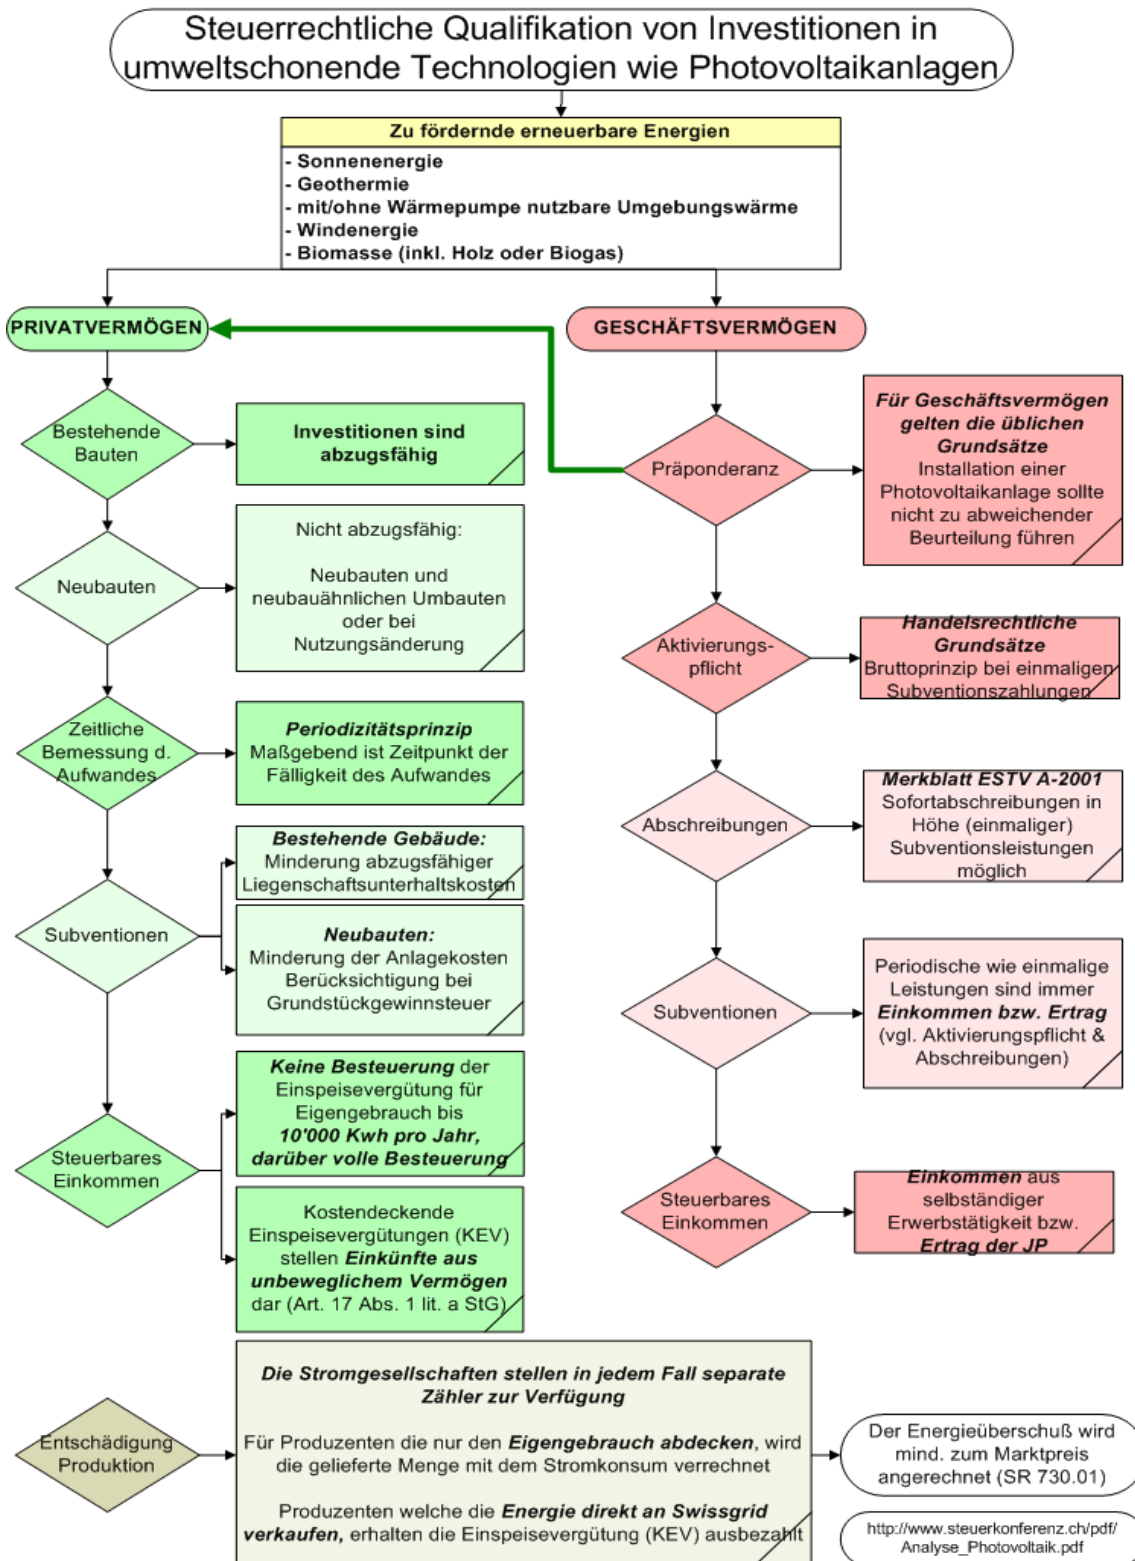 Steuerrechtliche Qualifikation von Investitionen in
umweltschonende Technologien wie Photovoltaikanlagen
Zu fördernde erneuerbare Energien
- Sonnenenergie
- Geothermie
- mit/ohne Wärmepumpe nutzbare Umgebungswärme
- Windenergie
- Biomasse (inkl. Holz oder Biogas)
PRIVATVERMÖGEN
Bestehende
Bauten
Investitionen sind
abzugsfähig
Neubauten
Nicht abzugsfähig:
Neubauten und
neubauähnlichen Umbauten
oder bei
Nutzungsänderung
Zeitliche
Bemessung d.
Aufwandes
Periodizitätsprinzip
Maßgebend ist Zeitpunkt der
Fälligkeit des Aufwandes
Subventionen
Bestehende Gebäude:
Minderung abzugsfähiger
Liegenschaftsunterhaltskosten
Neubauten:
Minderung der Anlagekosten
Berücksichtigung bei
Grundstückgewinnsteuer
Steuerbares
Einkommen
Keine Besteuerung der
Einspeisevergütung für
Eigengebrauch bis
10'000 Kwh pro Jahr,
darüber volle Besteuerung
Kostendeckende
Einspeisevergütungen (KEV)
stellen Einkünfte aus
unbeweglichem Vermögen
dar (Art. 17 Abs. 1 lit. a StG)
GESCHÄFTSVERMÖGEN
Präponderanz
Für Geschäftsvermögen
gelten die üblichen
Grundsätze
Installation einer
Photovoltaikanlage sollte
nicht zu abweichender
Beurteilung führen
Aktivierungs-
pflicht
Handelsrechtliche
Grundsätze
Bruttoprinzip bei einmaligen
Subventionszahlungen
Abschreibungen
Merkblatt ESTV A-2001
Sofortabschreibungen in
Höhe (einmaliger)
Subventionsleistungen
möglich
Subventionen
Periodische wie einmalige
Leistungen sind immer
Einkommen bzw. Ertrag
(vgl. Aktivierungspflicht &
Abschreibungen)
Steuerbares
Einkommen
Einkommen aus
selbständiger
Erwerbstätigkeit bzw.
Ertrag der JP
Entschädigung
Produktion
Die Stromgesellschaften stellen in jedem Fall separate
Zähler zur Verfügung
Für Produzenten die nur den Eigengebrauch abdecken, wird
die gelieferte Menge mit dem Stromkonsum verrechnet
Produzenten welche die Energie direkt an Swissgrid
verkaufen, erhalten die Einspeisevergütung (KEV) ausbezahlt
Der Energieüberschuß wird
mind. zum Marktpreis
angerechnet (SR 730.01)
http://www.steuerkonferenz.ch/pdf/
Analyse_Photovoltaik.pdf